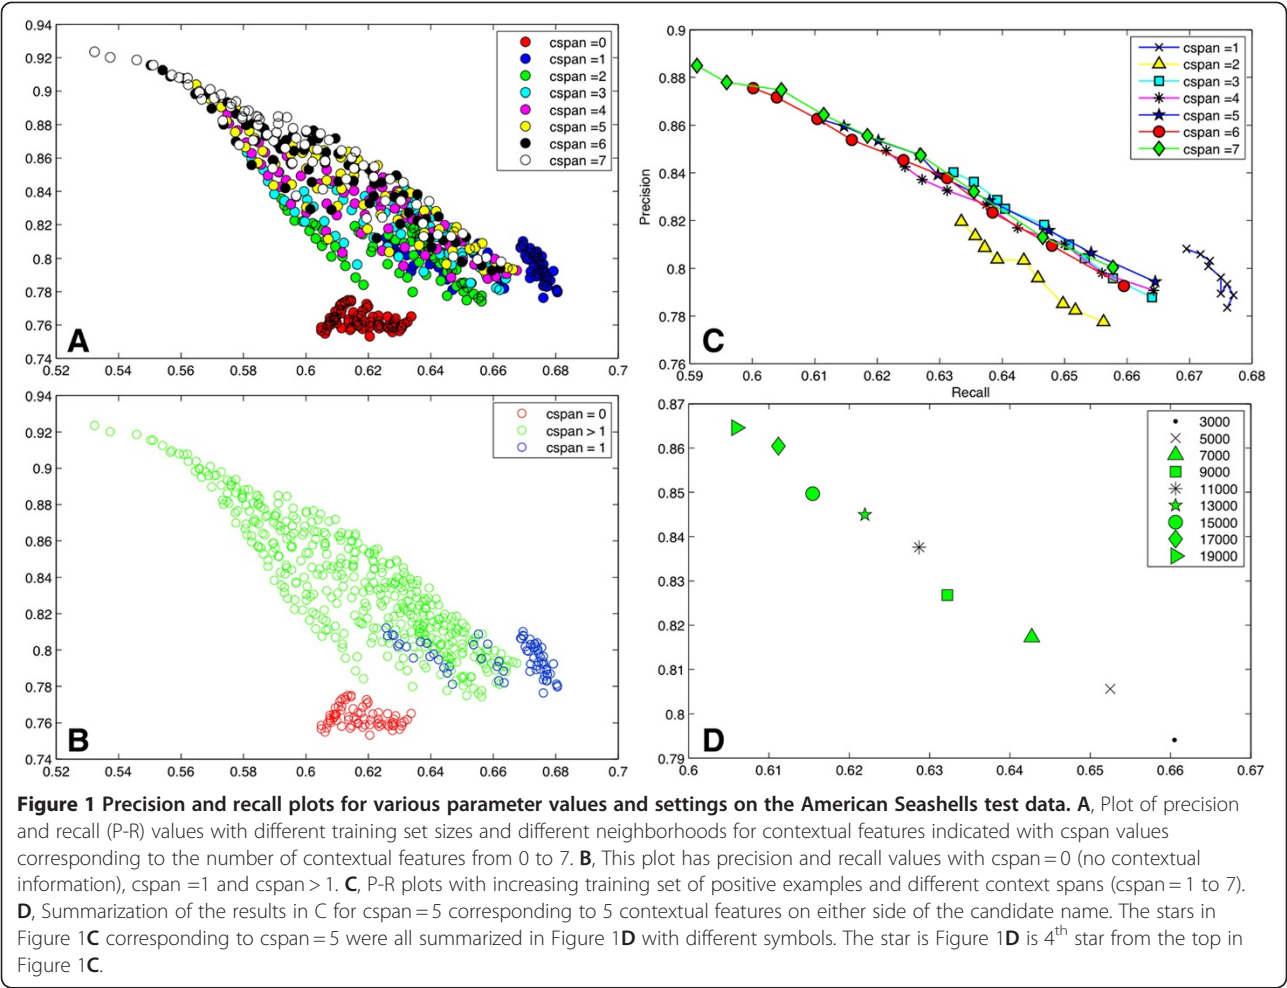 0.94
0.92
0.9
0.88
0.86
0.84
0.82
0.8
0.78
0.76
0.74
0.52 0.54 0.56 0.58 0.6 0.62 0.64 0.66 0.68 0.7
cspan =0
cspan =1
cspan =2
cspan =3
cspan =4
cspan =5
cspan =6
cspan =7
A
0.9
0.88
0.86
0.84
0.82
0.8
0.78
0.76
Precision
0.59 0.6 0.61 0.62 0.63 0.64 0.65 0.66 0.67 0.68
Recall
cspan =1
cspan =2
cspan =3
cspan =4
cspan =5
cspan =6
cspan =7
C
0.94
0.92
0.9
0.88
0.86
0.84
0.82
0.8
0.78
0.76
0.74
0.52 0.54 0.56 0.58 0.6 0.62 0.64 0.66 0.68 0.7
cspan = 0
cspan > 1
cspan = 1
B
0.87
0.86
0.85
0.84
0.83
0.82
0.81
0.8
0.79
0.6 0.61 0.62 0.63 0.64 0.65 0.66 0.67
3000
5000
7000
9000
11000
13000
15000
17000
19000
D
Figure 1 Precision and recall plots for various parameter values and settings on the American Seashells test data. A, Plot of precision
and recall (P-R) values with different training set sizes and different neighborhoods for contextual features indicated with cspan values
corresponding to the number of contextual features from 0 to 7. B, This plot has precision and recall values with cspan = 0 (no contextual
information), cspan =1 and cspan > 1. C, P-R plots with increasing training set of positive examples and different context spans (cspan = 1 to 7).
D, Summarization of the results in C for cspan = 5 corresponding to 5 contextual features on either side of the candidate name. The stars in
Figure 1C corresponding to cspan = 5 were all summarized in Figure 1D with different symbols. The star is Figure 1D is 4th star from the top in
Figure 1C.